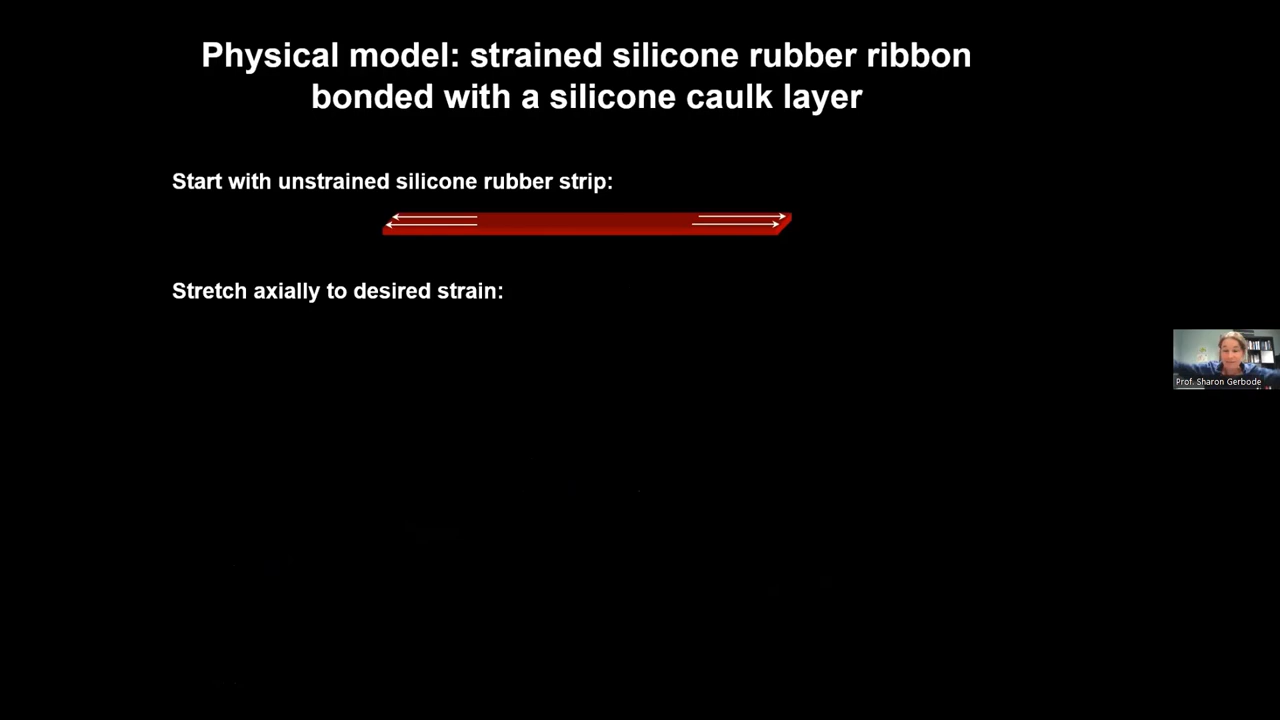 Physical model: strained silicone rubber ribbon
bonded with a silicone caulk layer
Start with unstrained silicone rubber strip:
Stretch axially to desired strain:
Prof. Sharon Gerbode